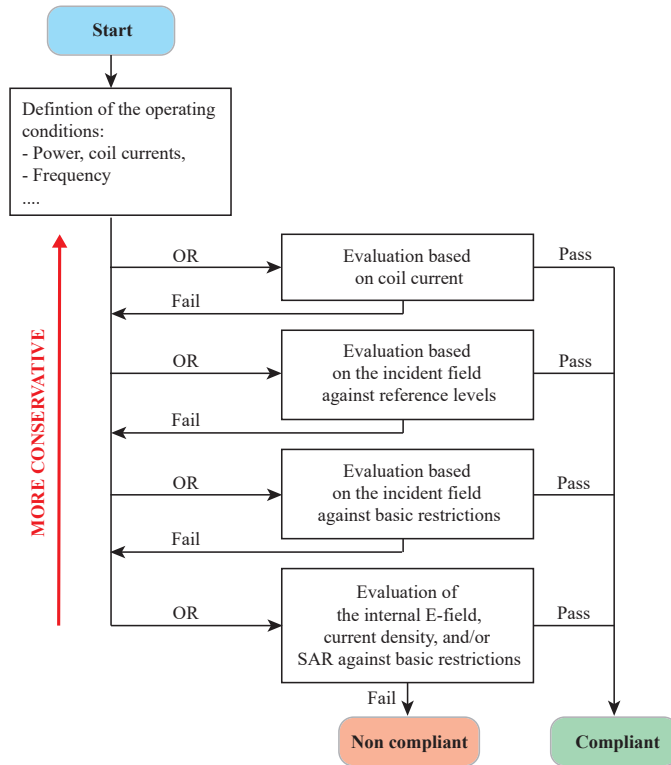 Start
Defintion of the operating
conditions:
- Power, coil currents,
- Frequency
....
OR
Evaluation based
on coil current
Pass
Fail
OR
Evaluation based
on the incident field
against reference levels
Pass
Fail
OR
Evaluation based
on the incident field
against basic restrictions
Pass
Fail
OR
Evaluation of
the internal E-field,
current density, and/or
SAR against basic restrictions
Pass
Fail
MORE CONSERVATIVE
Non compliant
Compliant